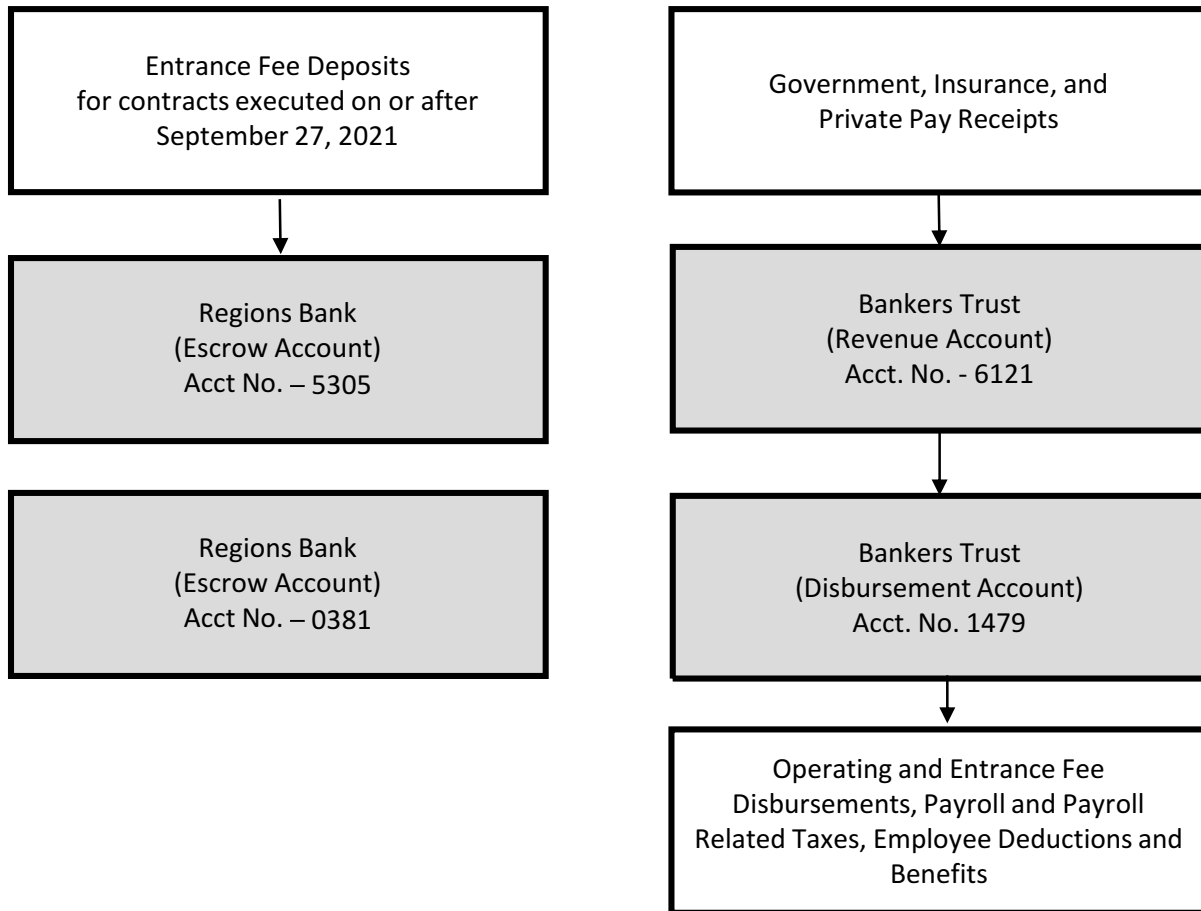 Entrance Fee Deposits
for contracts executed on or after
September 27, 2021
Regions Bank
(Escrow Account)
Acct No. – 5305
Regions Bank
(Escrow Account)
Acct No. – 0381
Government, Insurance, and
Private Pay Receipts
Bankers Trust
(Revenue Account)
Acct. No. - 6121
Bankers Trust
(Disbursement Account)
Acct. No. 1479
Operating and Entrance Fee
Disbursements, Payroll and Payroll
Related Taxes, Employee Deductions and
Benefits